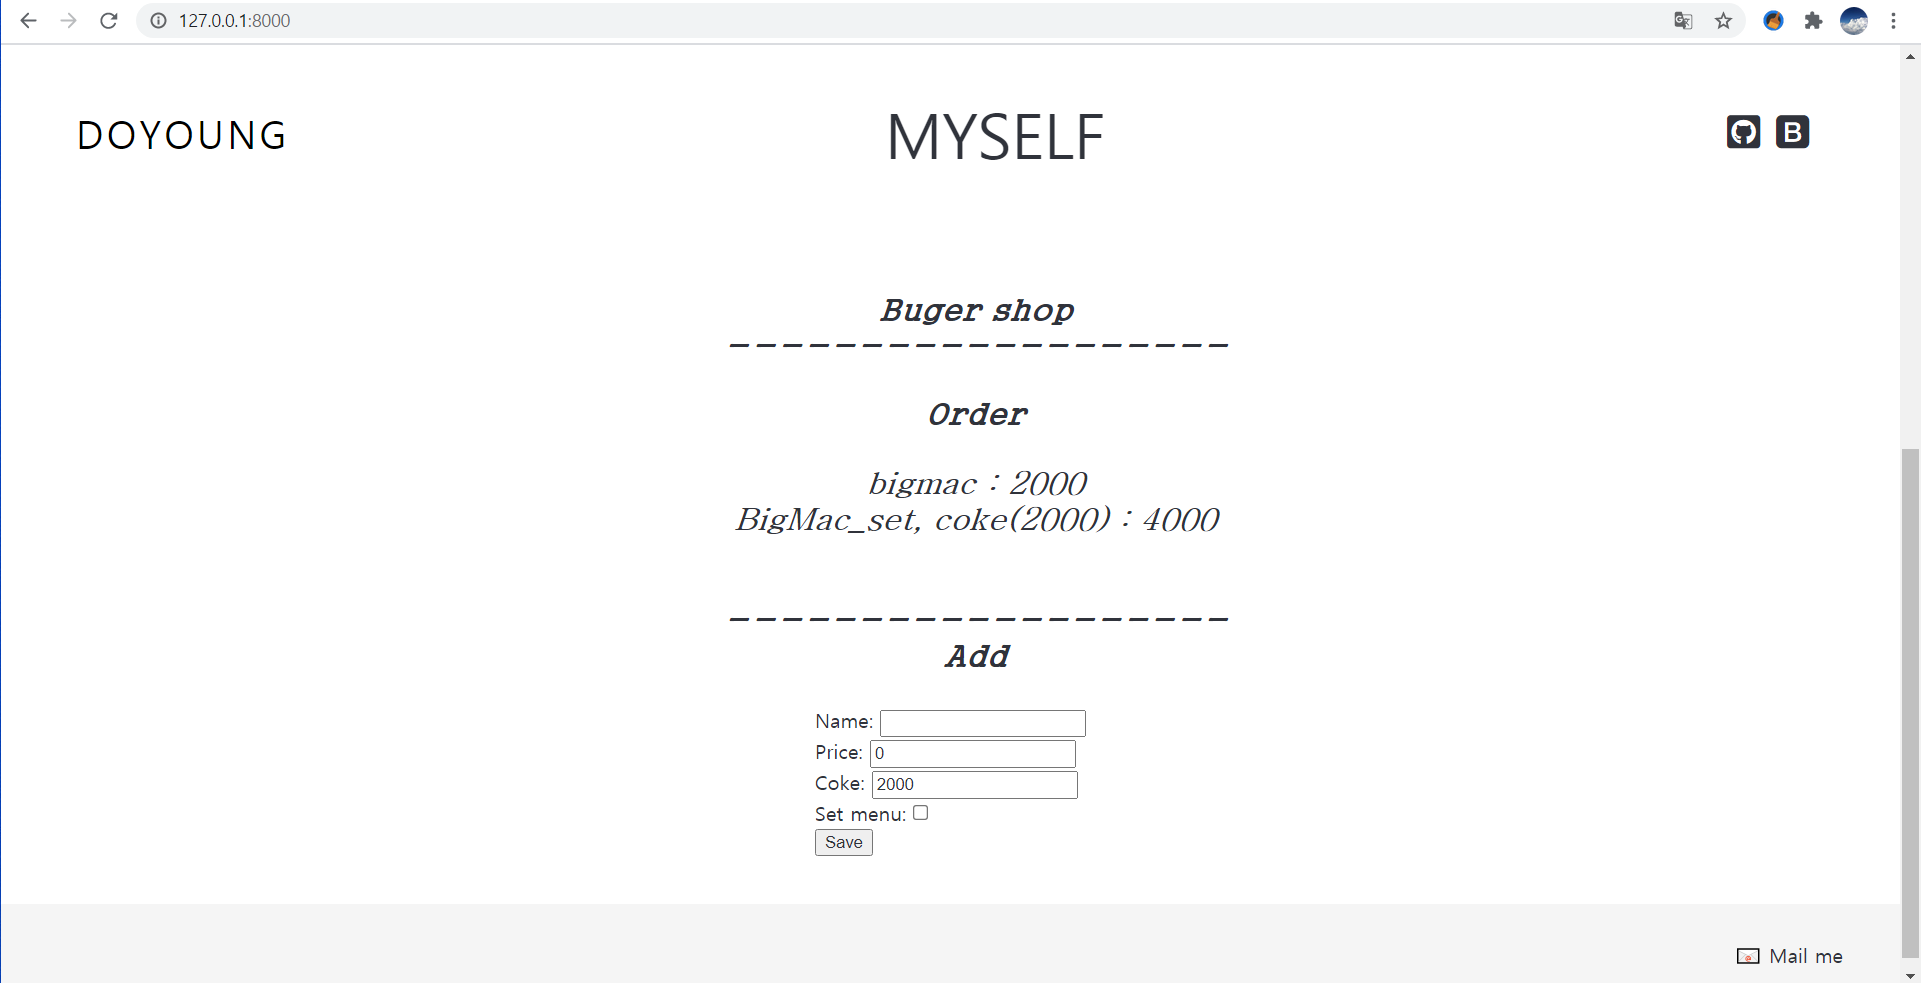 127.0.0.1:8000
DOYOUNG
MYSELF
B
Buger shop
-------------------
Order
bigmac : 2000
BigMac_set, coke(2000) : 4000
-------------------
Add
Name:
Price: 0
Coke: 2000
Set menu:
Save
Mail me